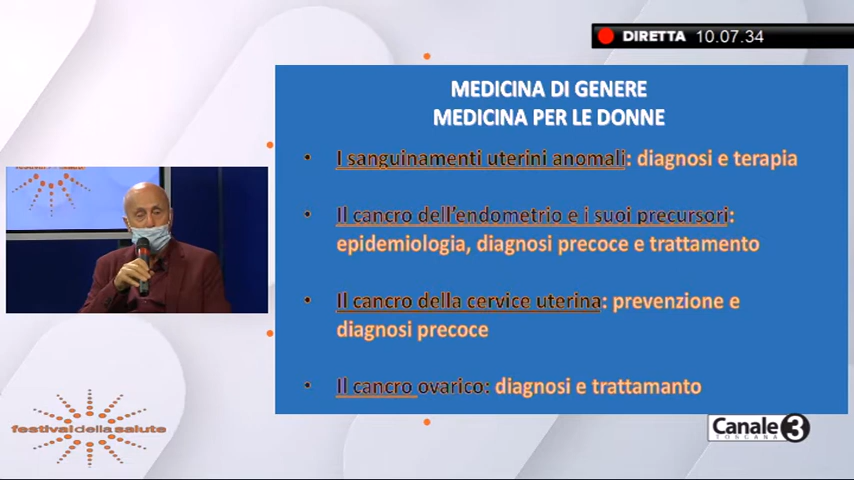 DIRETTA 10.07.34
MEDICINA DI GENERE
MEDICINA PER LE DONNE
• I sanguinamenti uterini anomali: diagnosi e terapia
• Il cancro dell'endometrio e i suoi precursori:
epidemiologia, diagnosi precoce e trattamento
• Il cancro della cervice uterina: prevenzione e
diagnosi precoce
• Il cancro ovarico: diagnosi e trattamanto
festivaldellasalute
Canale 3
TOSCANA